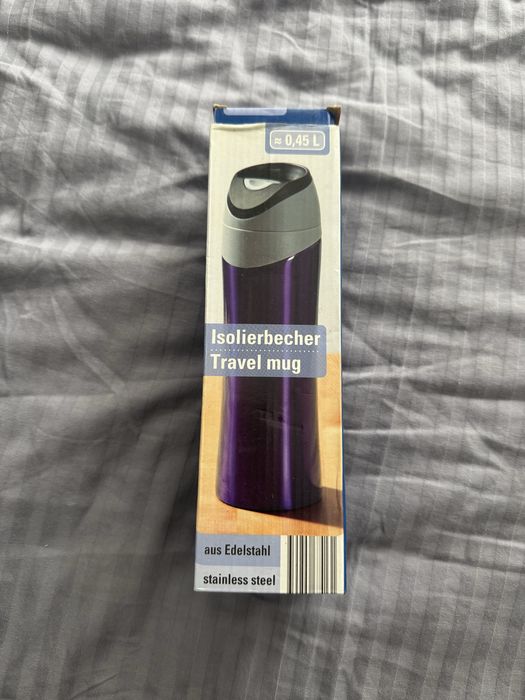 ≈ 0,45 L
Isolierbecher
Travel mug
aus Edelstahl
stainless steel